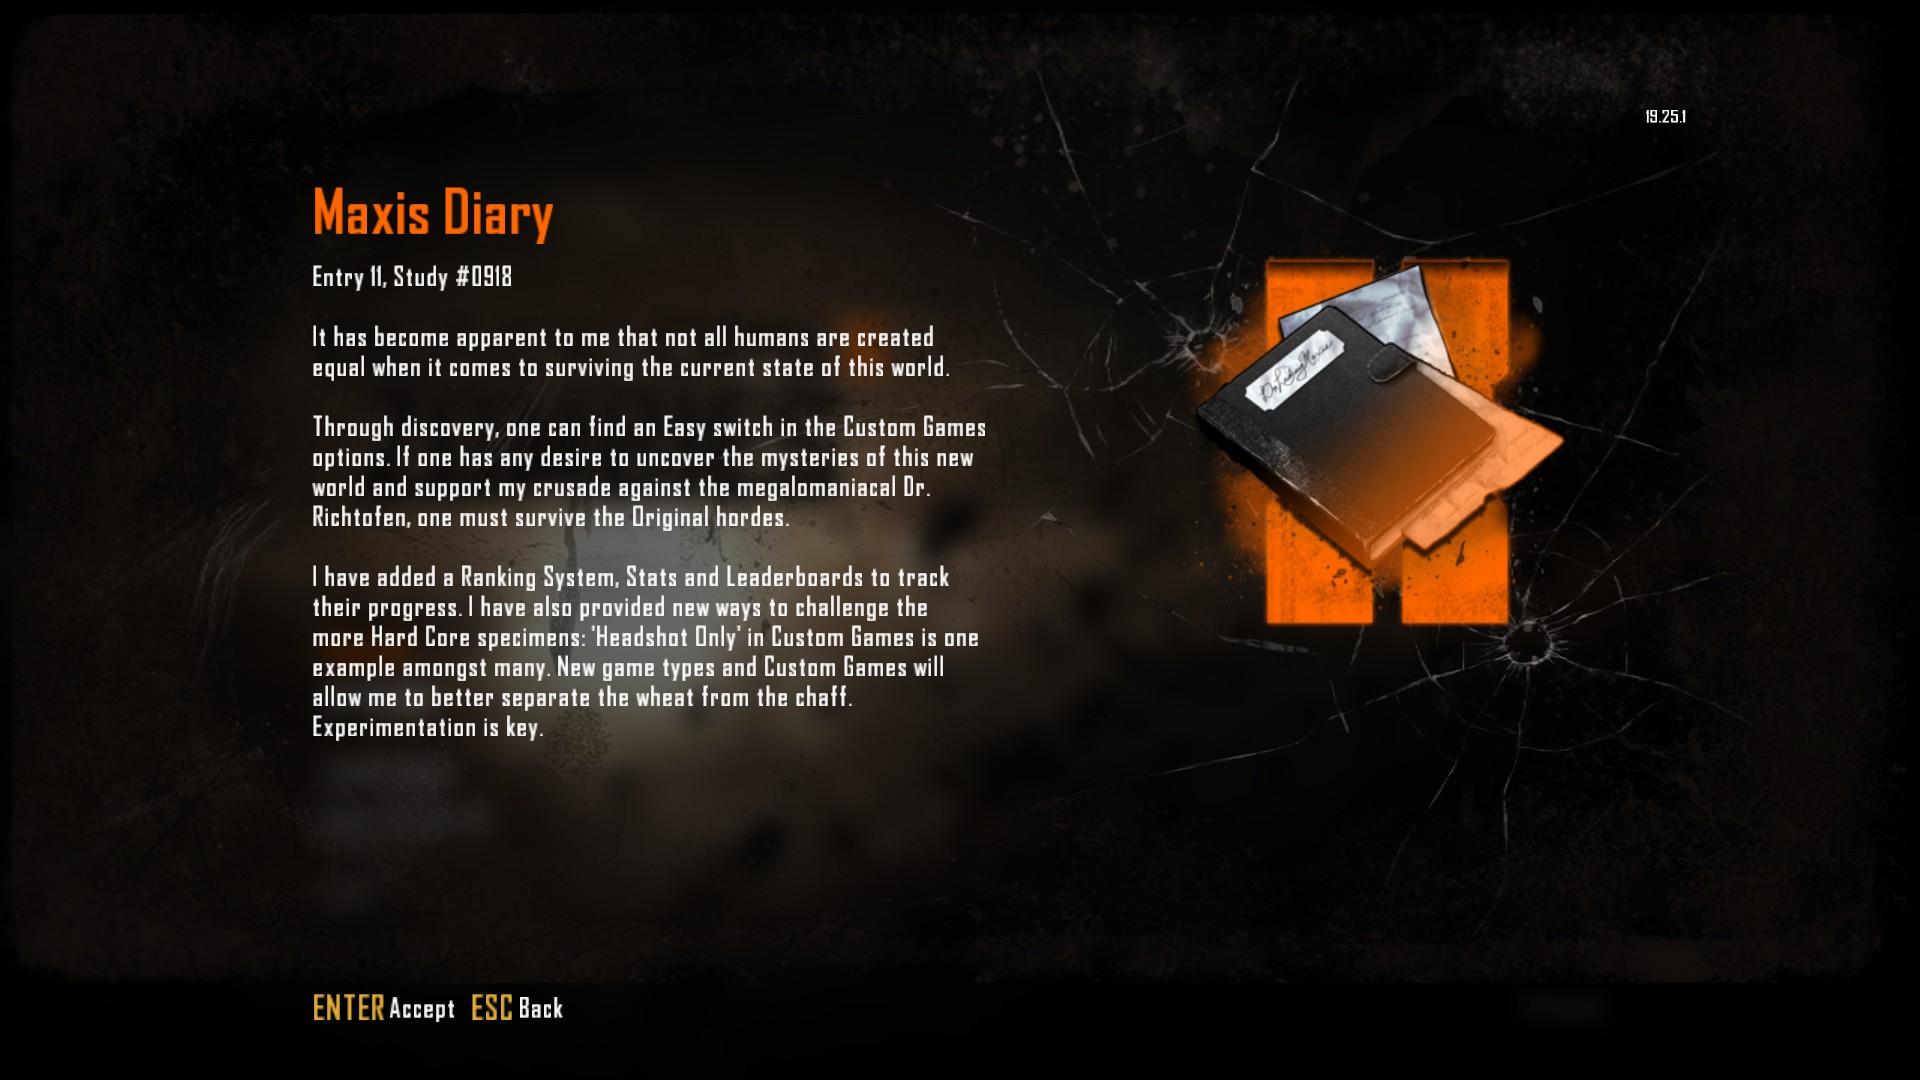 19.25.1
Maxis Diary
Entry 11, Study #0918
It has become apparent to me that not all humans are created
equal when it comes to surviving the current state of this world.
Through discovery, one can find an Easy switch in the Custom Games
options. If one has any desire to uncover the mysteries of this new
world and support my crusade against the megalomaniacal Dr.
Richtofen, one must survive the Original hordes.
I have added a Ranking System, Stats and Leaderboards to track
their progress. I have also provided new ways to challenge the
more Hard Core specimens: 'Headshot Only' in Custom Games is one
example amongst many. New game types and Custom Games will
allow me to better separate the wheat from the chaff.
Experimentation is key.
ENTER Accept ESC Back